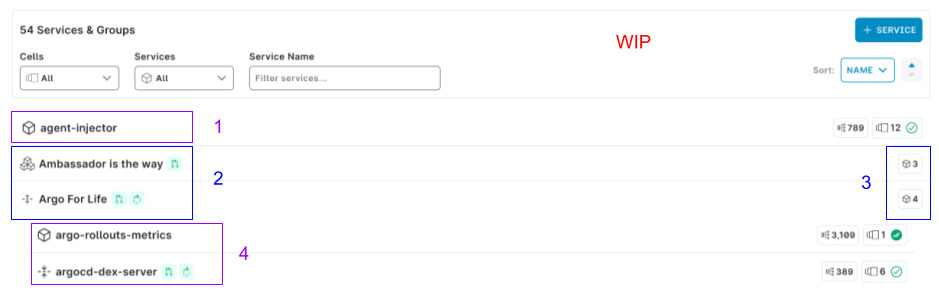 54 Services & Groups
WIP
+ SERVICE
Cells
Services
Service Name
All
All
Filter services...
Sort: NAME
agent-injector
1
789
12
Ambassador is the way
3
2
3
Argo For Life
4
argo-rollouts-metrics
3,109
1
4
argocd-dex-server
389
6